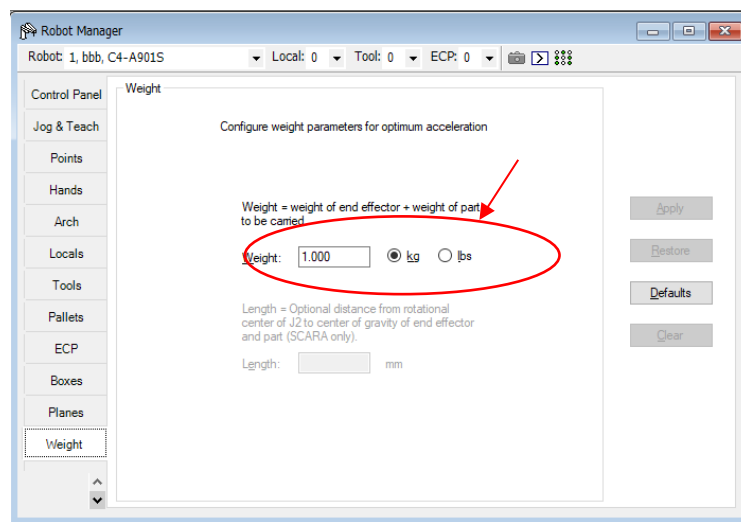 Robot Manager
Robot: 1, bbb, C4-A901S Local: 0 Tool: 0 ECP: 0
Control Panel
Jog & Teach
Points
Hands
Arch
Locals
Tools
Pallets
ECP
Boxes
Planes
Weight
Weight
Configure weight parameters for optimum acceleration
Weight = weight of end effector + weight of part
to be carried
Weight: 1.000 kg lbs
Length = Optional distance from rotational
center of J2 to center of gravity of end effector
and part (SCARA only).
Length: mm
Apply
Restore
Defaults
Clear